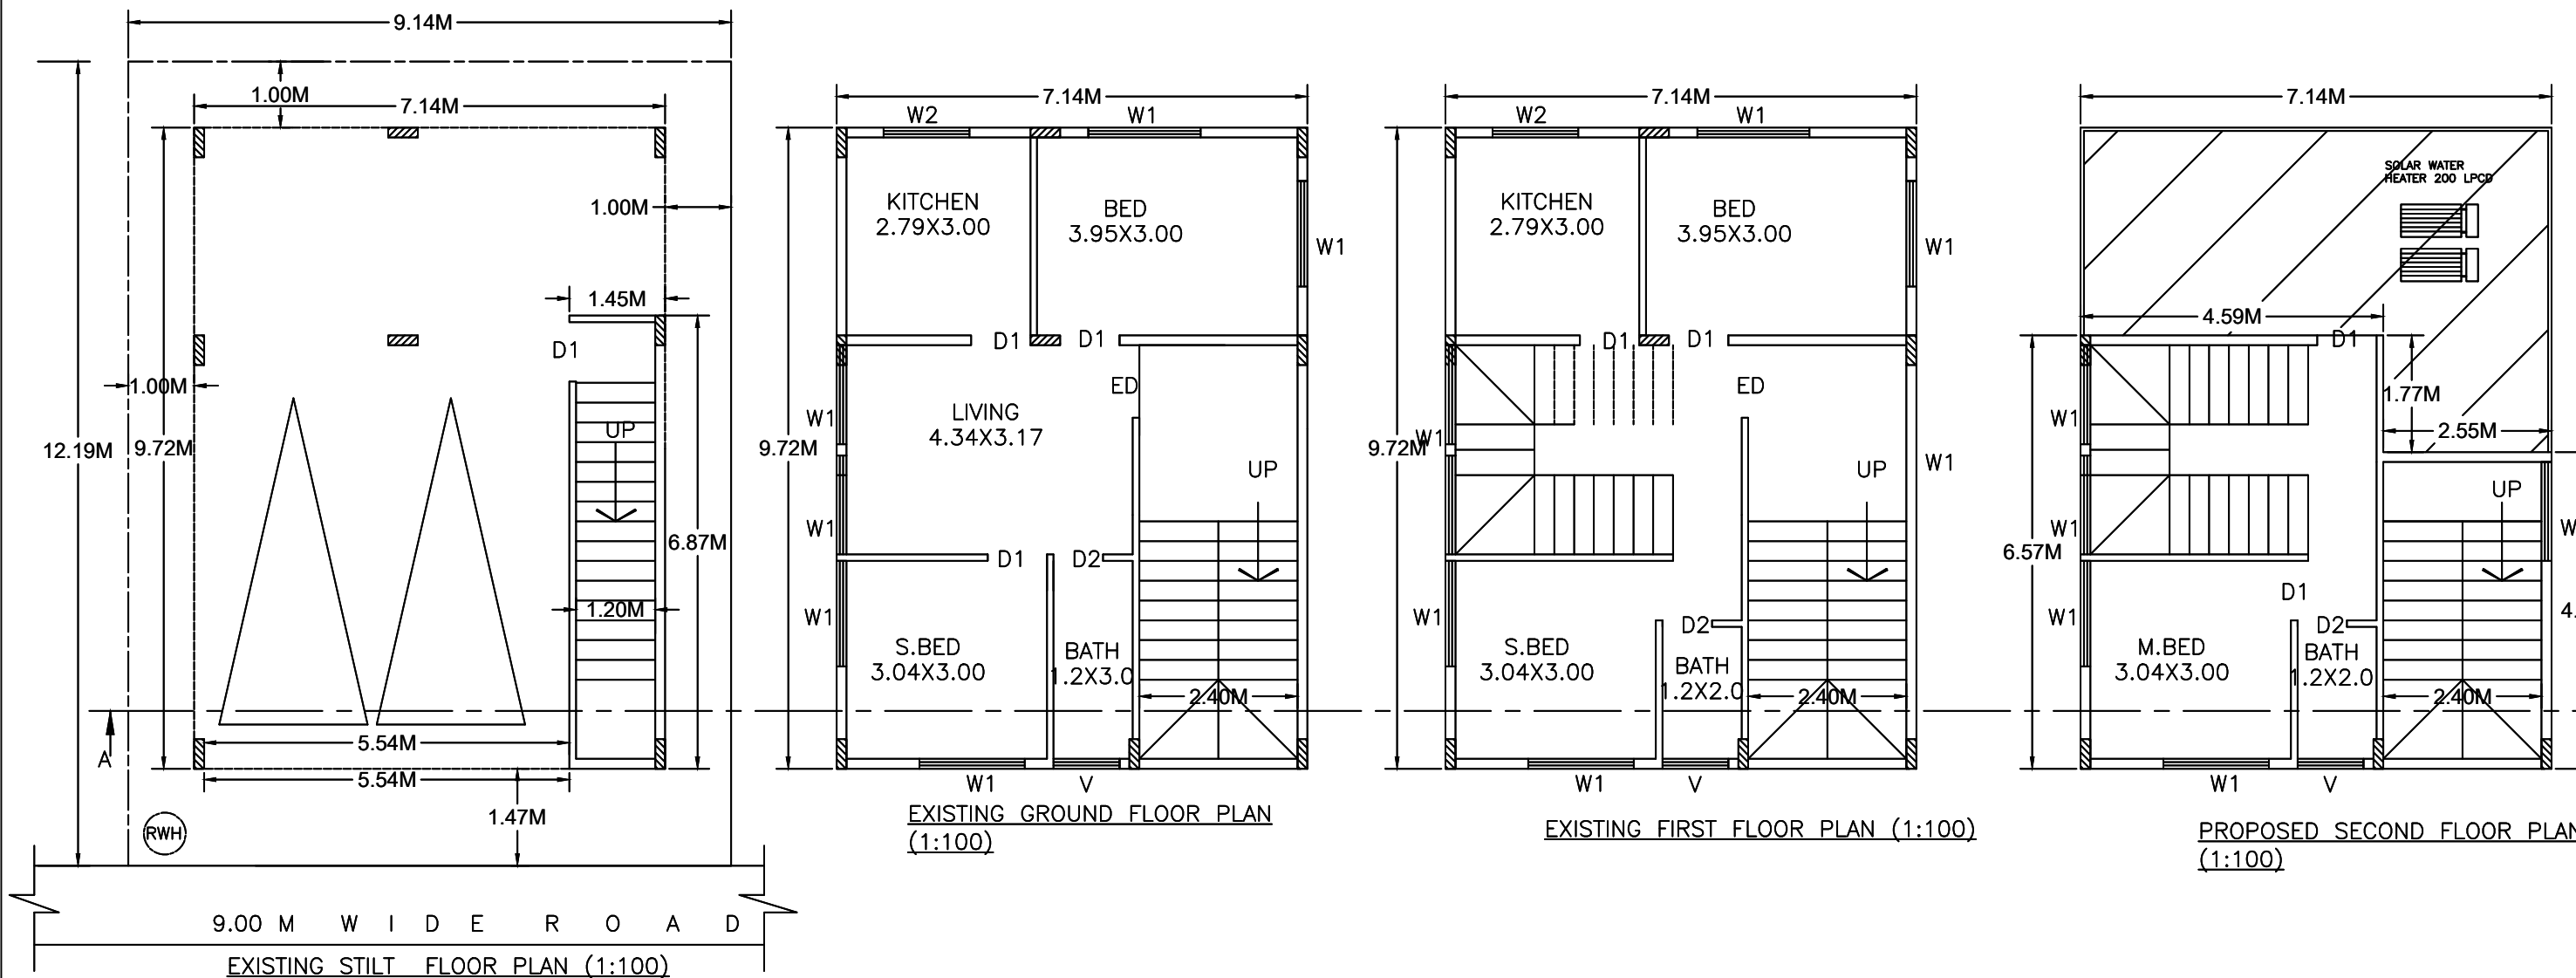 9.14M
1.00M
7.14M
1.00M
1.45M
D1
1.00M
UP
12.19M
9.72M
6.87M
1.20M
5.54M
A
5.54M
1.47M
RWH
9.00 M WIDE ROAD
EXISTING STILT FLOOR PLAN (1:100)
7.14M
W2
W1
KITCHEN
2.79X3.00
BED
3.95X3.00
W1
D1
D1
ED
LIVING
4.34X3.17
W1
9.72M
UP
W1
D1
D2
W1
S.BED
3.04X3.00
BATH
1.2X3.0
2.40M
W1
V
EXISTING GROUND FLOOR PLAN
(1:100)
7.14M
W2
W1
KITCHEN
2.79X3.00
BED
3.95X3.00
W1
D1
D1
ED
W1
9.72M
W1
UP
W1
D2
S.BED
3.04X3.00
BATH
1.2X2.0
2.40M
W1
V
EXISTING FIRST FLOOR PLAN (1:100)
7.14M
SOLAR WATER
HEATER 200 LPCD
4.59M
D1
1.77M
W1
2.55M
UP
W1
W
6.57M
D1
W1
4.
D2
M.BED
3.04X3.00
BATH
1.2X2.0
2.40M
W1
V
PROPOSED SECOND FLOOR PLAN
(1:100)